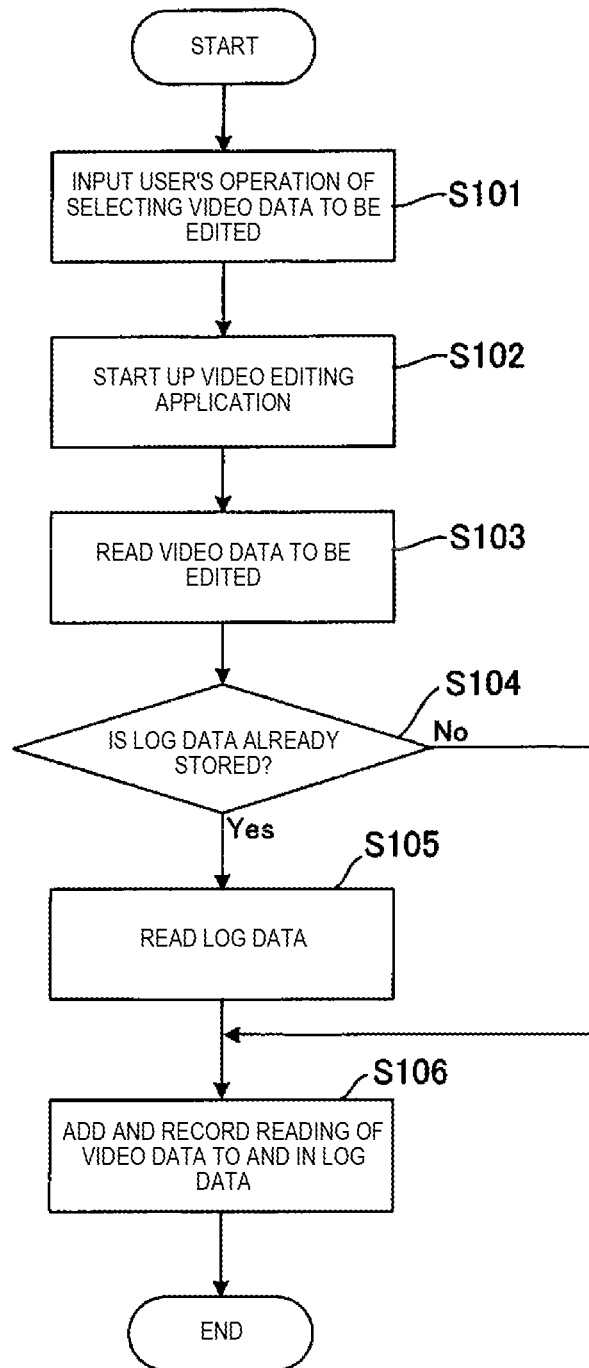 START
INPUT USER'S OPERATION OF
SELECTING VIDEO DATA TO BE
EDITED
S101
START UP VIDEO EDITING
APPLICATION
S102
READ VIDEO DATA TO BE
EDITED
S103
S104
IS LOG DATA ALREADY
STORED?
No
Yes
S105
READ LOG DATA
S106
ADD AND RECORD READING OF
VIDEO DATA TO AND IN LOG
DATA
END